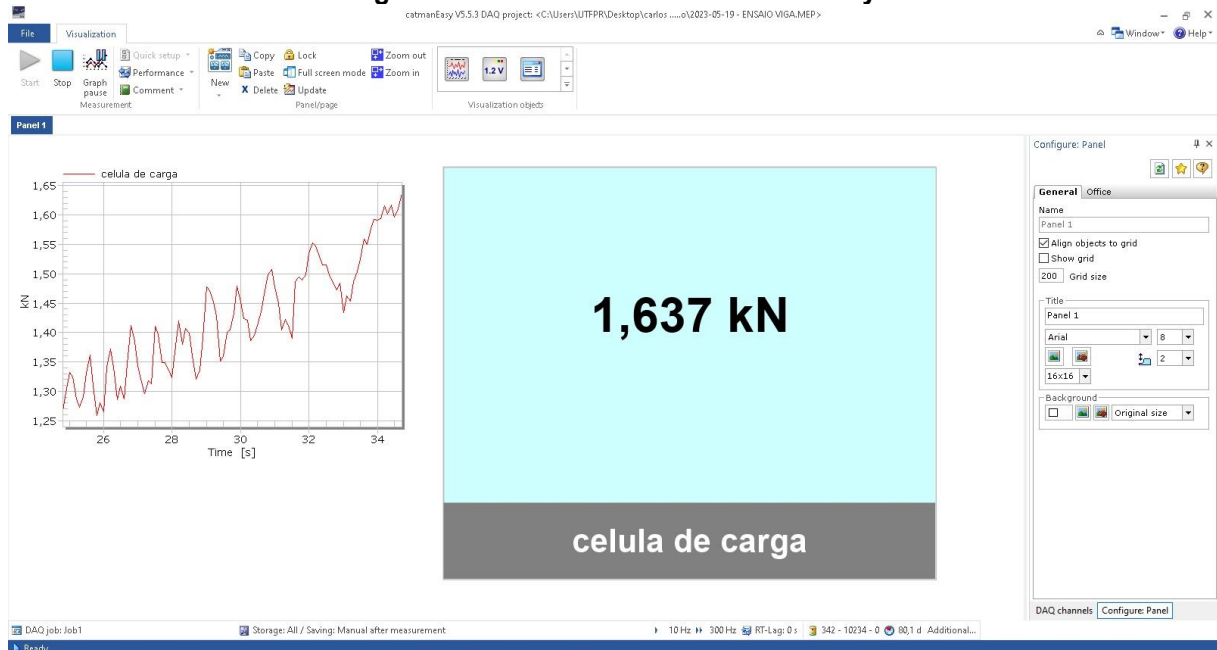 catmanEasy V5.5.3 DAQ project: <C:\Users\UTFPR\Desktop\carlos .....o\2023-05-19 - ENSAIO VIGA.MEP>
File Visualization
Window Help
Start
Stop
Graph pause
Quick setup
Performance
Comment
Measurement
New
Copy
Paste
Delete
Lock
Full screen mode
Update
Zoom out
Zoom in
Panel/page
1.2 V
Visualization objects
Panel 1
celula de carga
1,65
1,60
1,55
1,50
1,45
1,40
1,35
1,30
1,25
kN
26 28 30 32 34
Time [s]
1,637 kN
celula de carga
Configure: Panel
General Office
Name
Panel 1
Align objects to grid
Show grid
200 Grid size
Title
Panel 1
Arial 8
2
16x16
Background
Original size
DAQ channels Configure: Panel
DAQ job: Job1 Storage: All / Saving: Manual after measurement 10 Hz 300 Hz RT-Lag: 0 s 342 - 10234 - 0 80,1 d Additional...
Ready